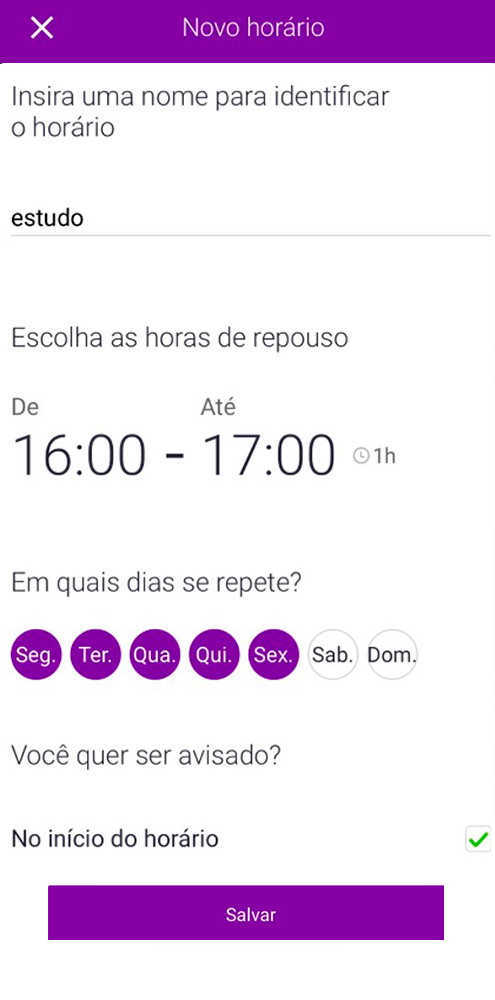 Novo horário
Insira uma nome para identificar
o horário
estudo
Escolha as horas de repouso
De Até
16:00 - 17:00 1h
Em quais dias se repete?
Seg. Ter. Qua. Qui. Sex. Sab. Dom.
Você quer ser avisado?
No início do horário
Salvar